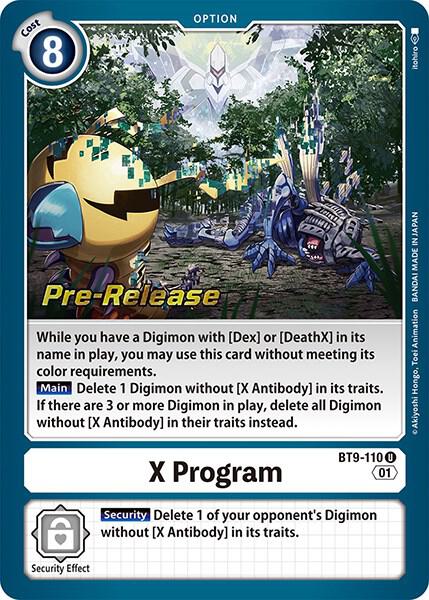 OPTION
Cost
8
itohiro
Pre-Release
© Akiyoshi Hongo, Toei Animation BANDAI MADE IN JAPAN
While you have a Digimon with [Dex] or [DeathX] in its
name in play, you may use this card without meeting its
color requirements.
Main Delete 1 Digimon without [X Antibody] in its traits.
If there are 3 or more Digimon in play, delete all Digimon
without [X Antibody] in their traits instead.
BT9-110 U
X Program
01
Security Delete 1 of your opponent's Digimon
without [X Antibody] in its traits.
Security Effect